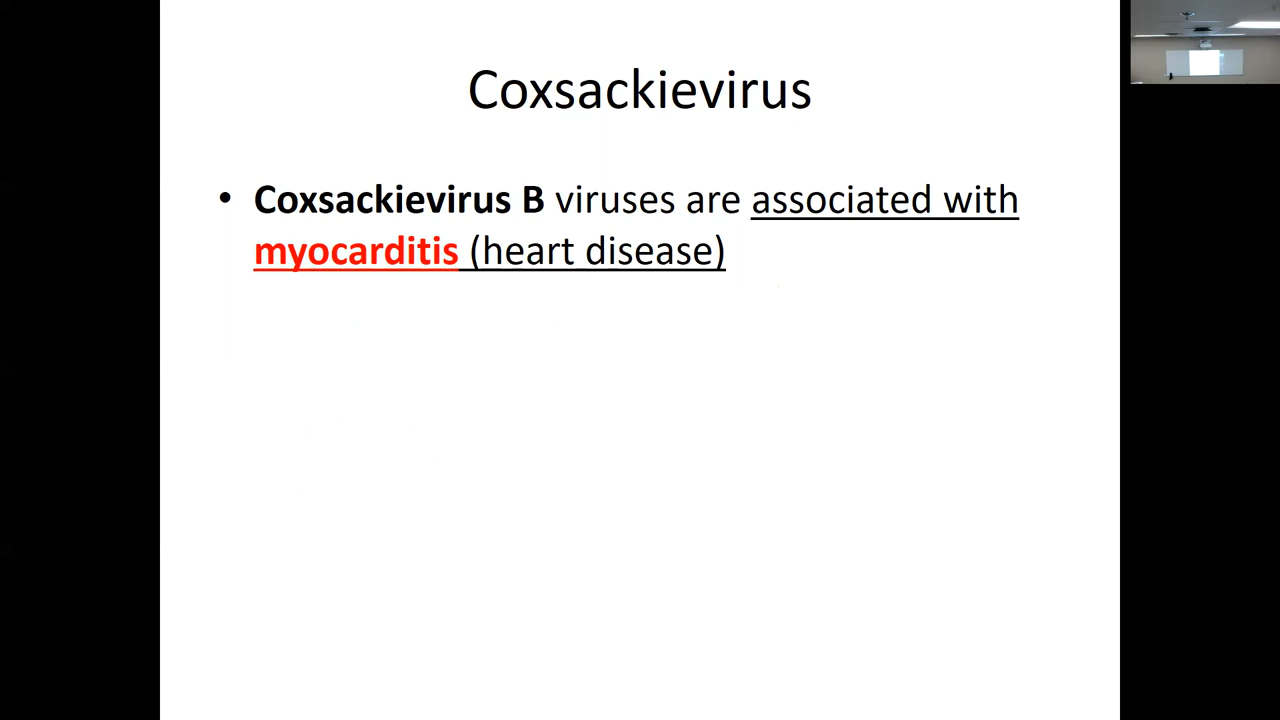 Coxsackievirus
• Coxsackievirus B viruses are associated with
myocarditis (heart disease)